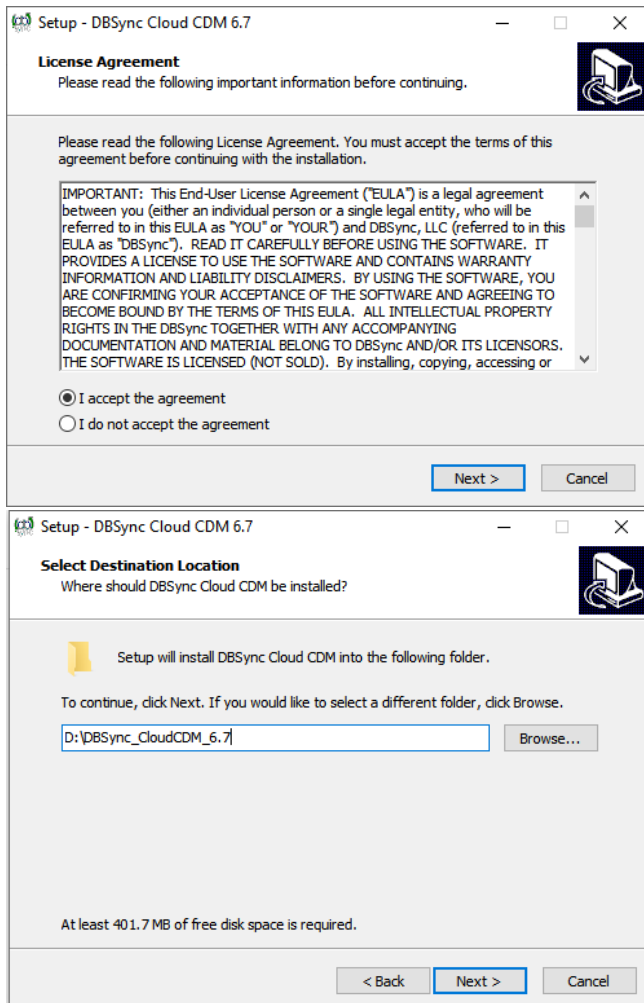 Setup - DBSync Cloud CDM 6.7
License Agreement
Please read the following important information before continuing.
Please read the following License Agreement. You must accept the terms of this
agreement before continuing with the installation.
IMPORTANT:  This End-User License Agreement ("EULA") is a legal agreement
between you (either an individual person or a single legal entity, who will be
referred to in this EULA as "YOU" or "YOUR") and DBSync, LLC (referred to in this
EULA as "DBSync").  READ IT CAREFULLY BEFORE USING THE SOFTWARE.  IT
PROVIDES A LICENSE TO USE THE SOFTWARE AND CONTAINS WARRANTY
INFORMATION AND LIABILITY DISCLAIMERS.  BY USING THE SOFTWARE, YOU
ARE CONFIRMING YOUR ACCEPTANCE OF THE SOFTWARE AND AGREEING TO
BECOME BOUND BY THE TERMS OF THIS EULA.  ALL INTELLECTUAL PROPERTY
RIGHTS IN THE DBSync TOGETHER WITH ANY ACCOMPANYING
DOCUMENTATION AND MATERIAL BELONG TO DBSync AND/OR ITS LICENSORS.
THE SOFTWARE IS LICENSED (NOT SOLD).  By installing, copying, accessing or
I accept the agreement
I do not accept the agreement
Next >
Cancel
Setup - DBSync Cloud CDM 6.7
Select Destination Location
Where should DBSync Cloud CDM be installed?
Setup will install DBSync Cloud CDM into the following folder.
To continue, click Next. If you would like to select a different folder, click Browse.
D:\DBSync_CloudCDM_6.7
Browse...
At least 401.7 MB of free disk space is required.
< Back
Next >
Cancel